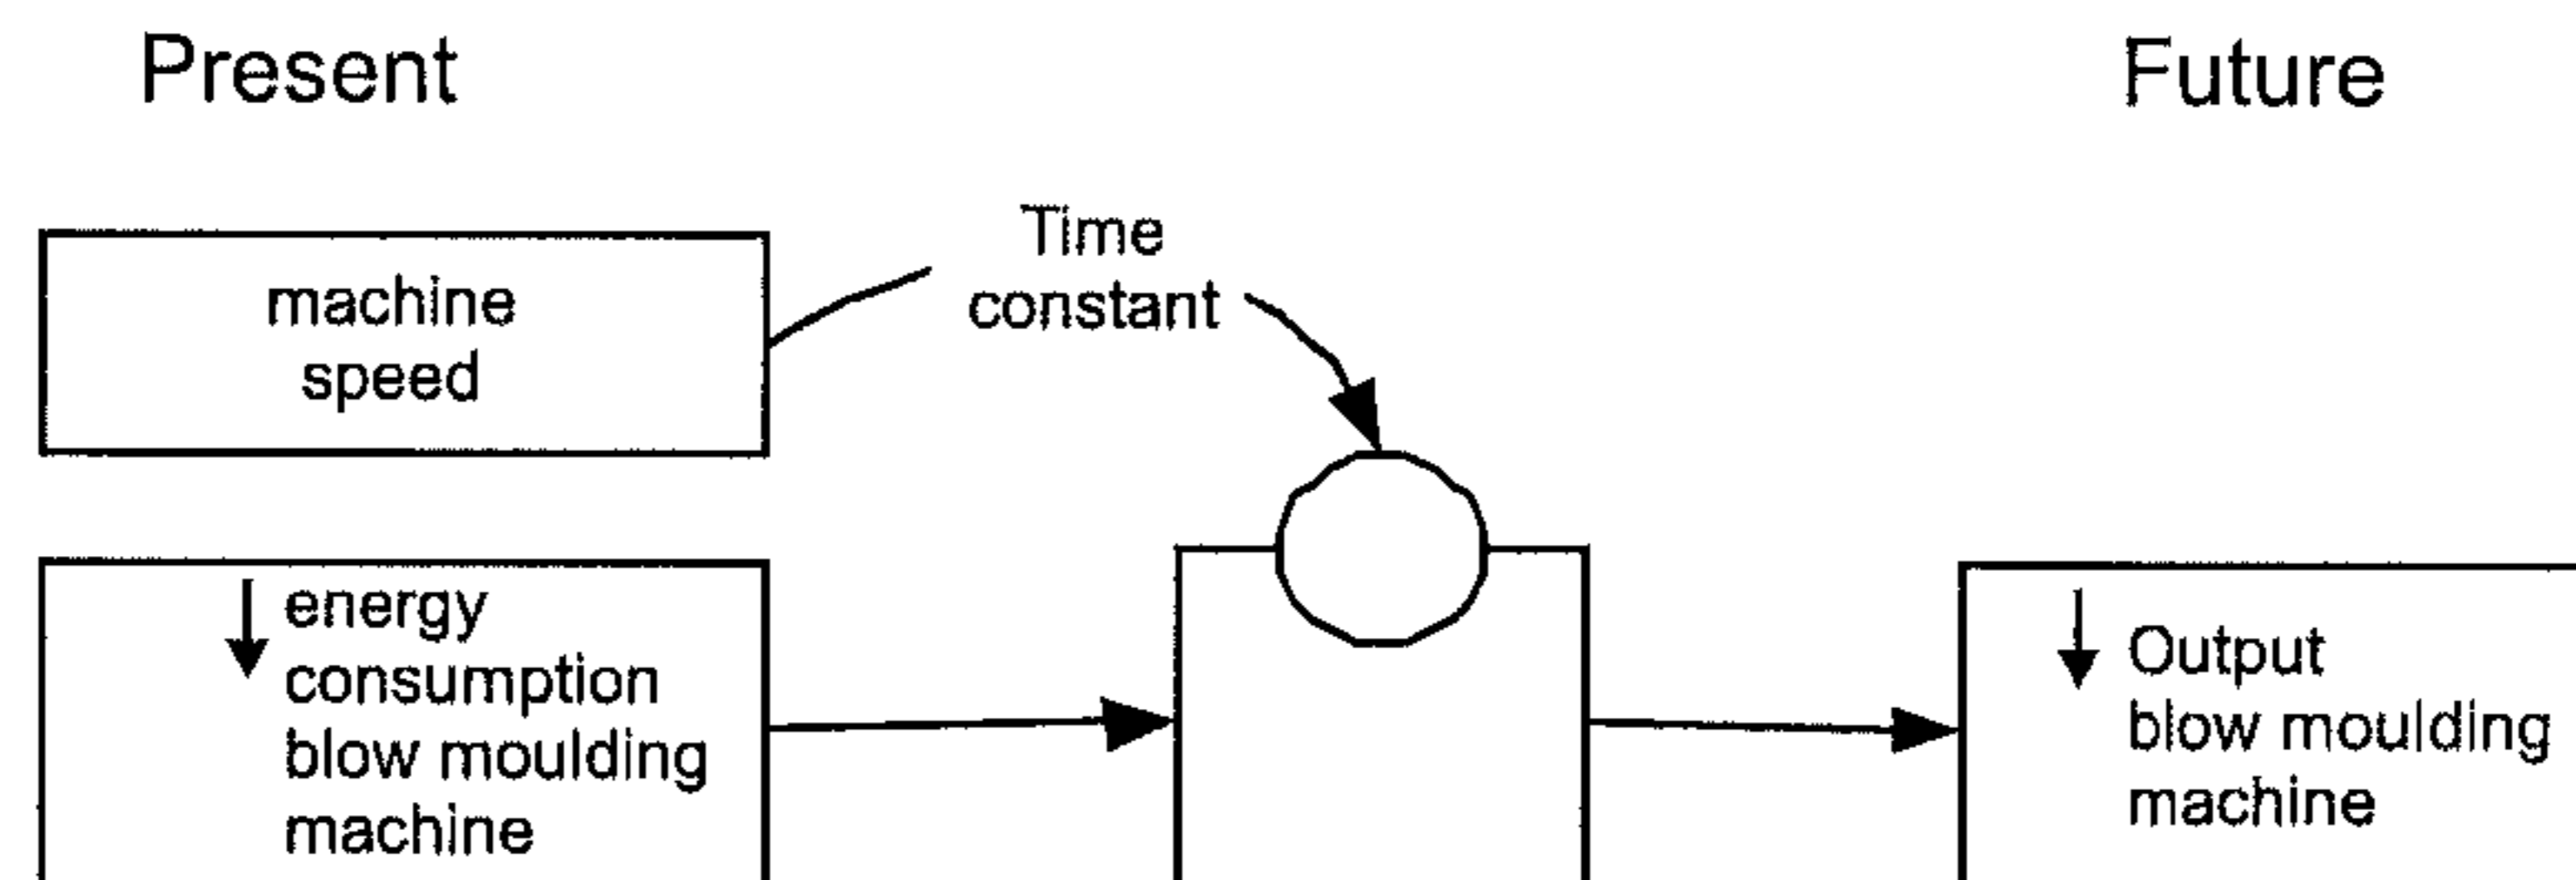 Present
Future
Time
constant
machine
speed
energy
consumption
blow moulding
machine
Output
blow moulding
machine